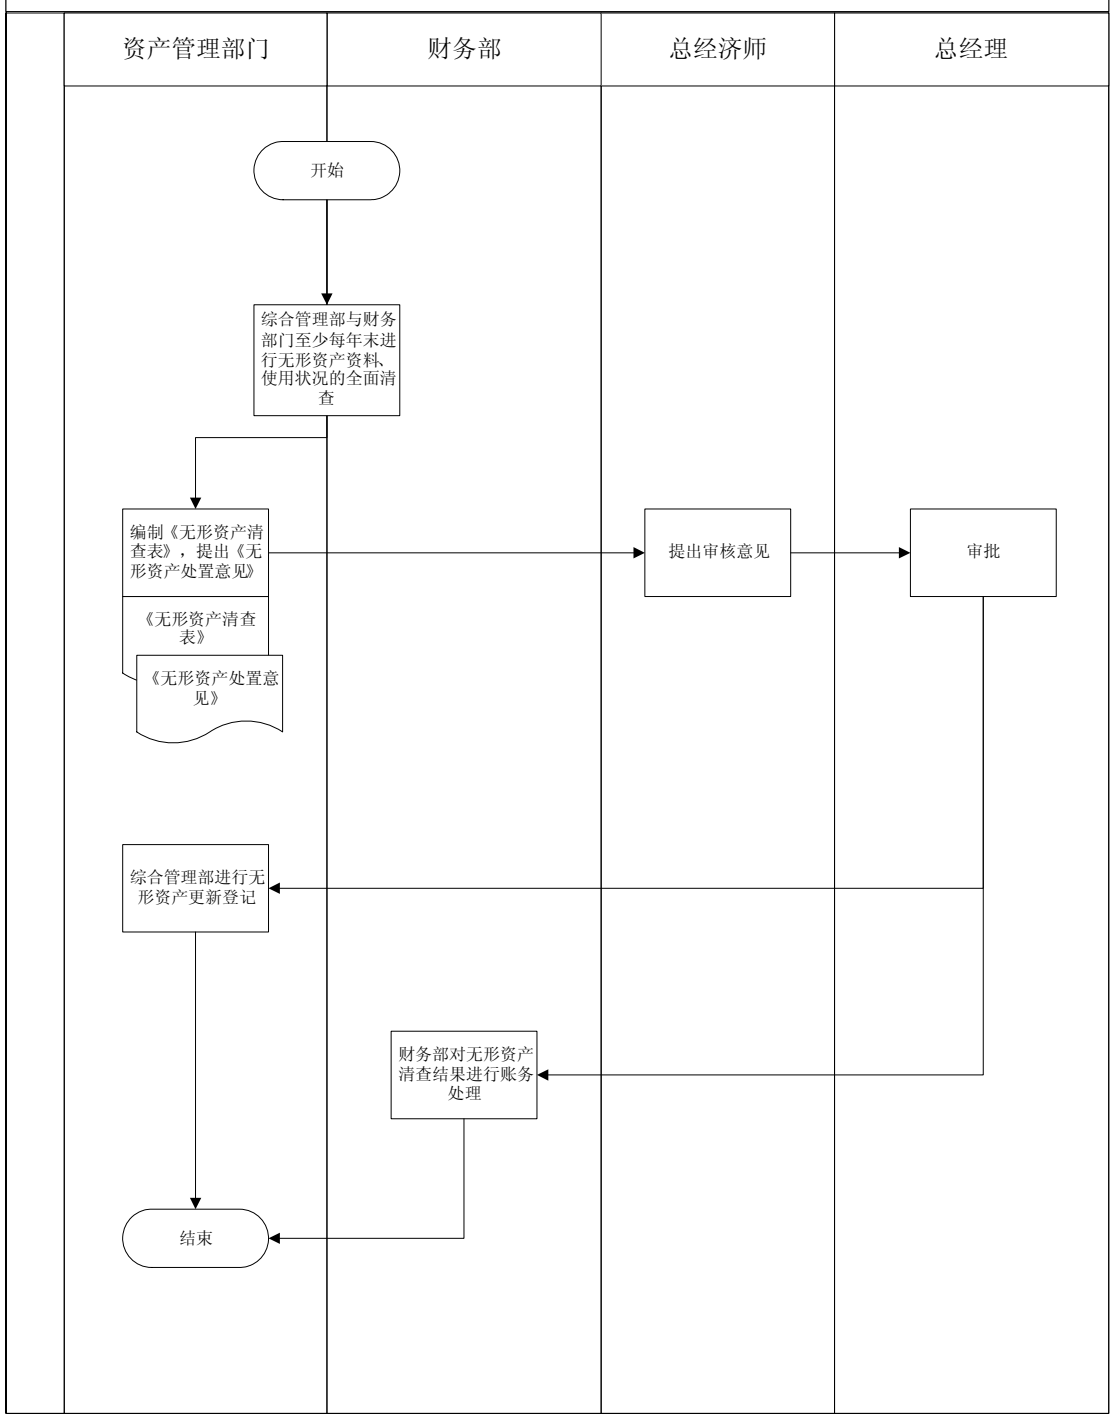 资产管理部门
财务部
总经济师
总经理
开始
综合管理部与财务
部门至少每年末进
行无形资产资料、
使用状况的全面清
查
编制《无形资产清
查表》，提出《无
形资产处置意见》
提出审核意见
审批
《无形资产清查
表》
《无形资产处置意
见》
综合管理部进行无
形资产更新登记
财务部对无形资产
清查结果进行账务
处理
结束